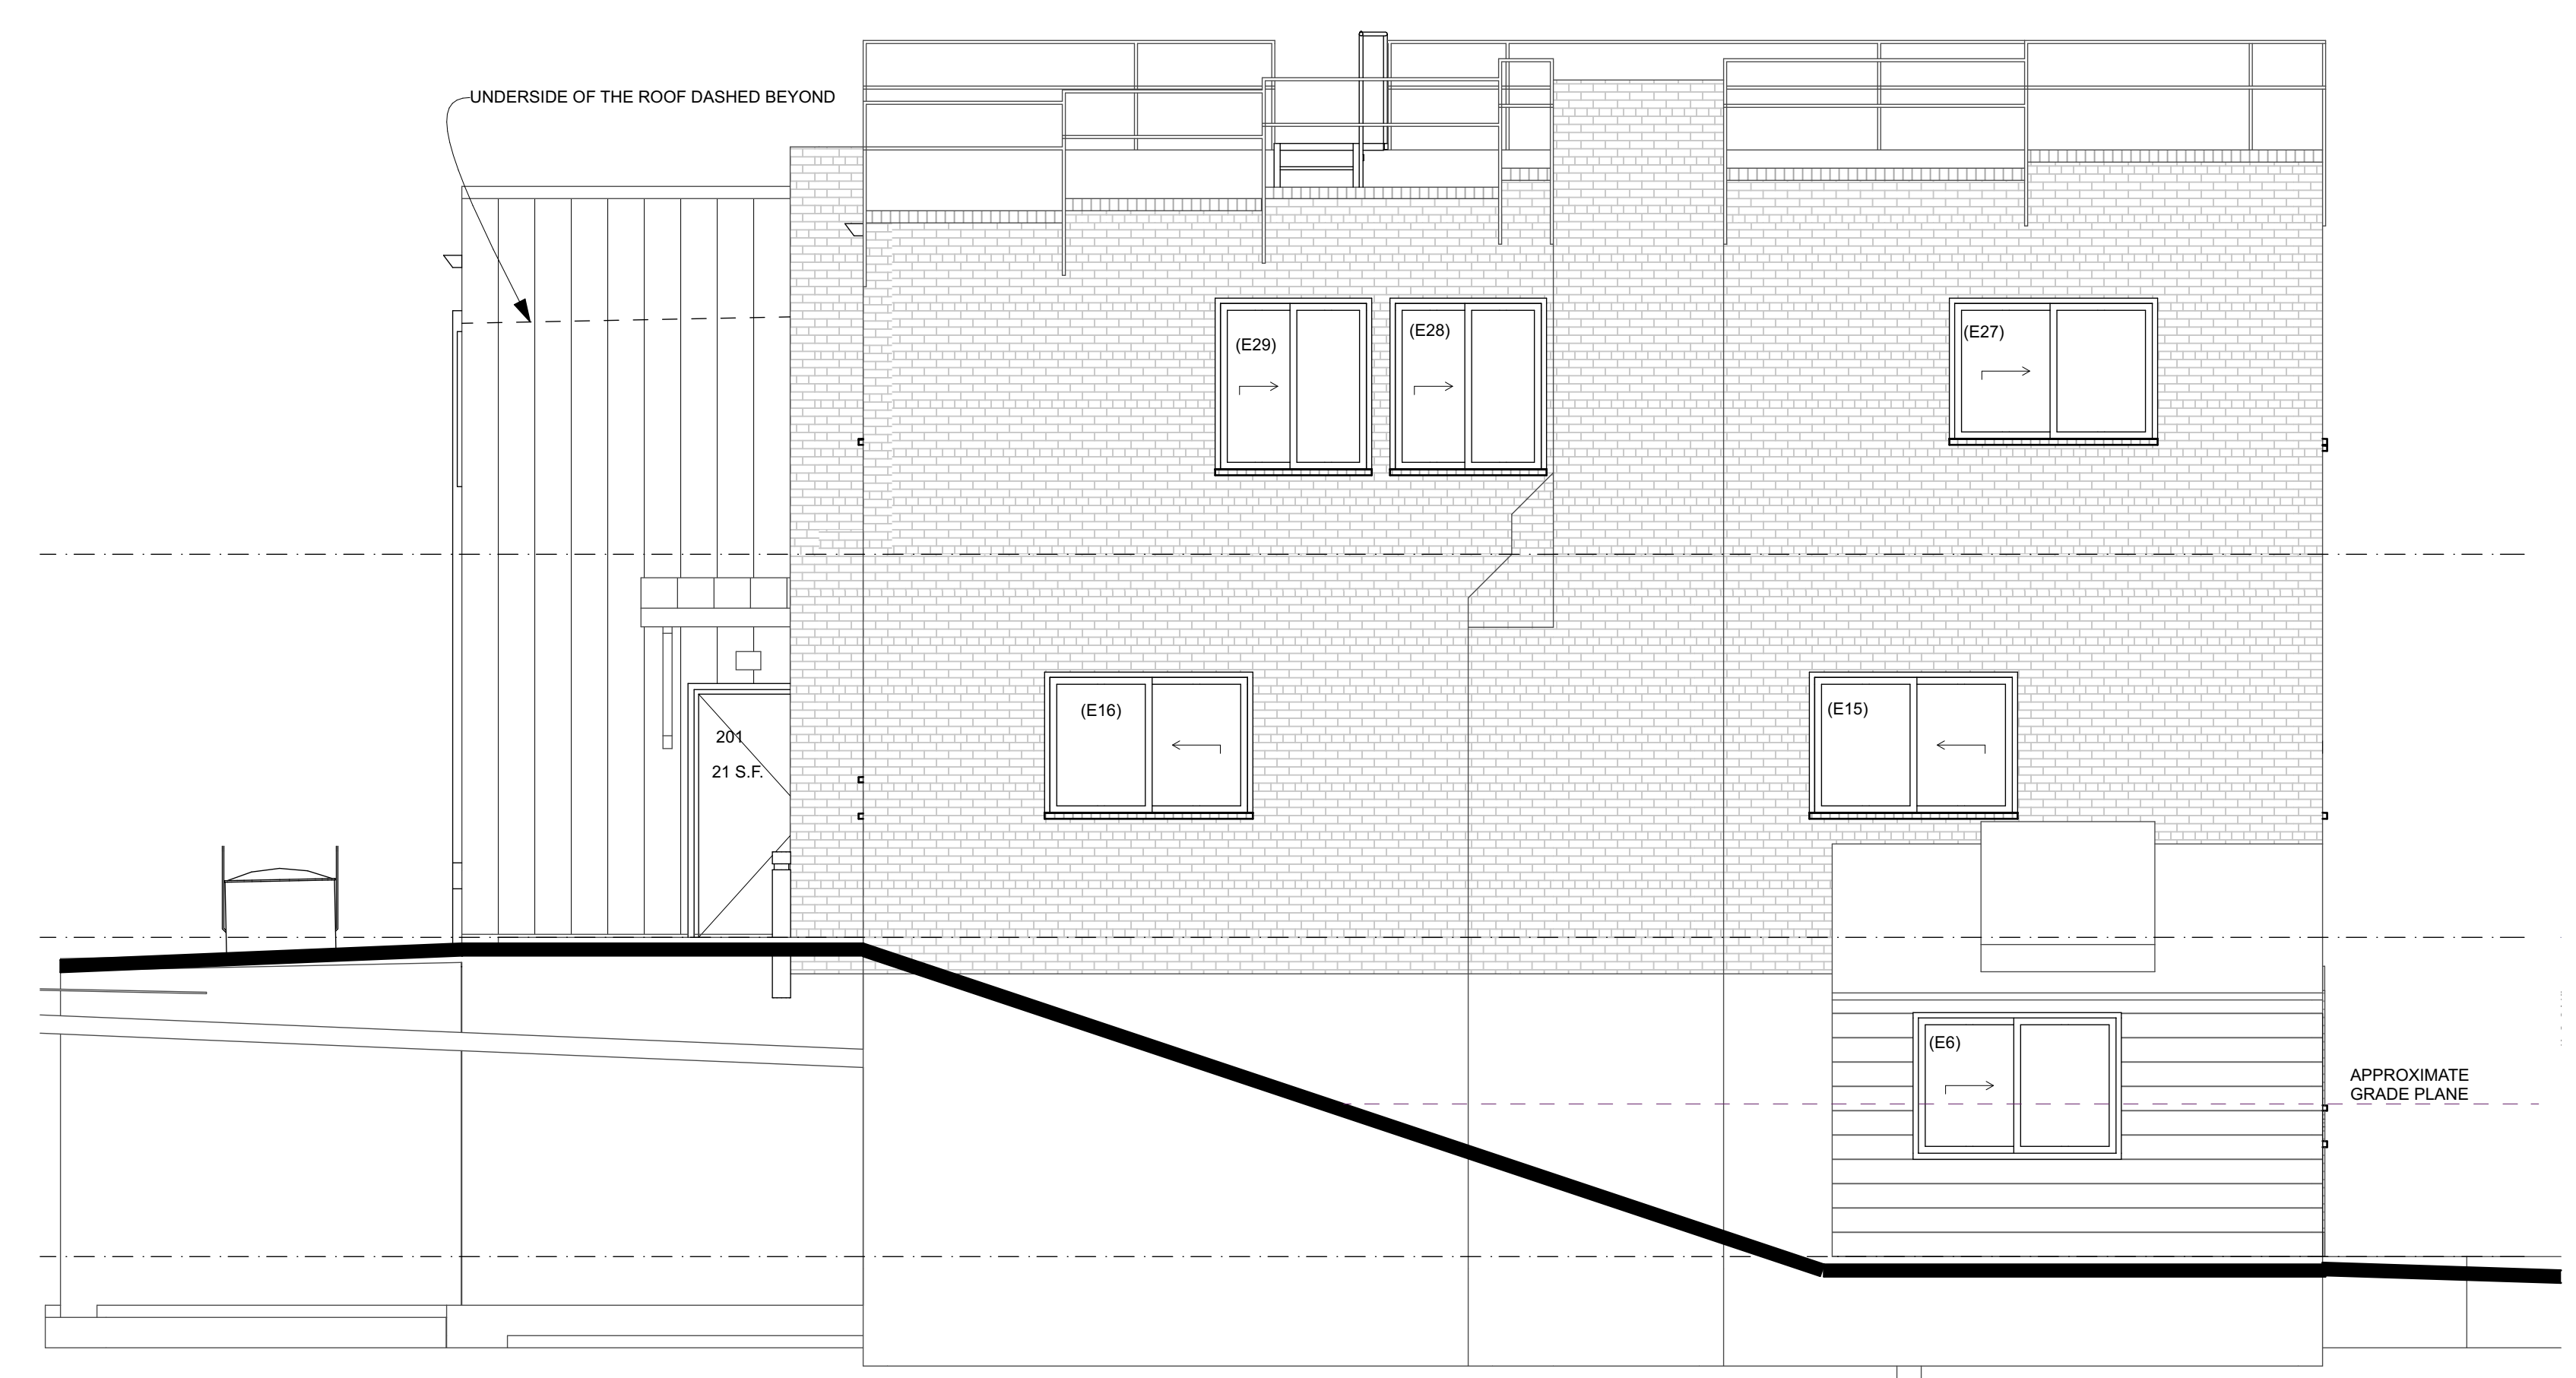 UNDERSIDE OF THE ROOF DASHED BEYOND
(E29)
(E28)
(E27)
(E16)
(E15)
201
21 S.F.
(E6)
APPROXIMATE
GRADE PLANE